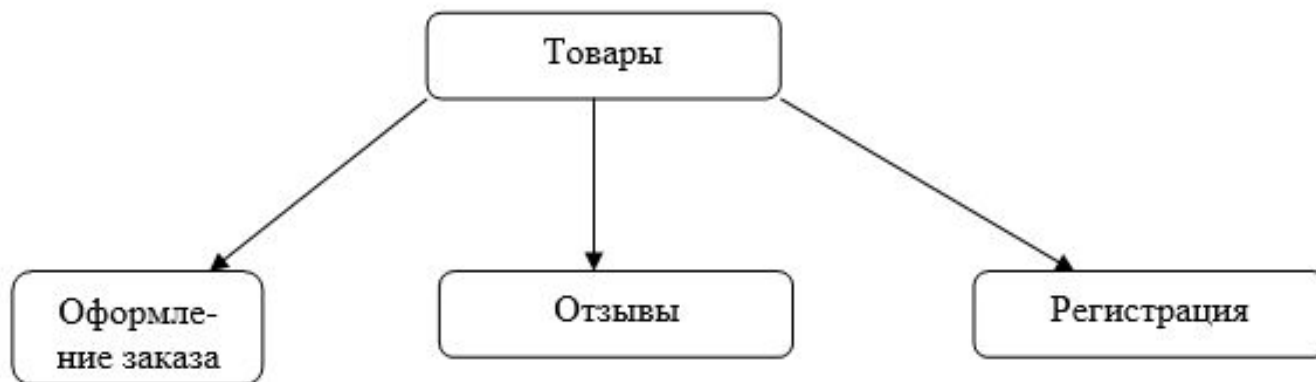 Товары
Оформле-
ние заказа
Отзывы
Регистрация